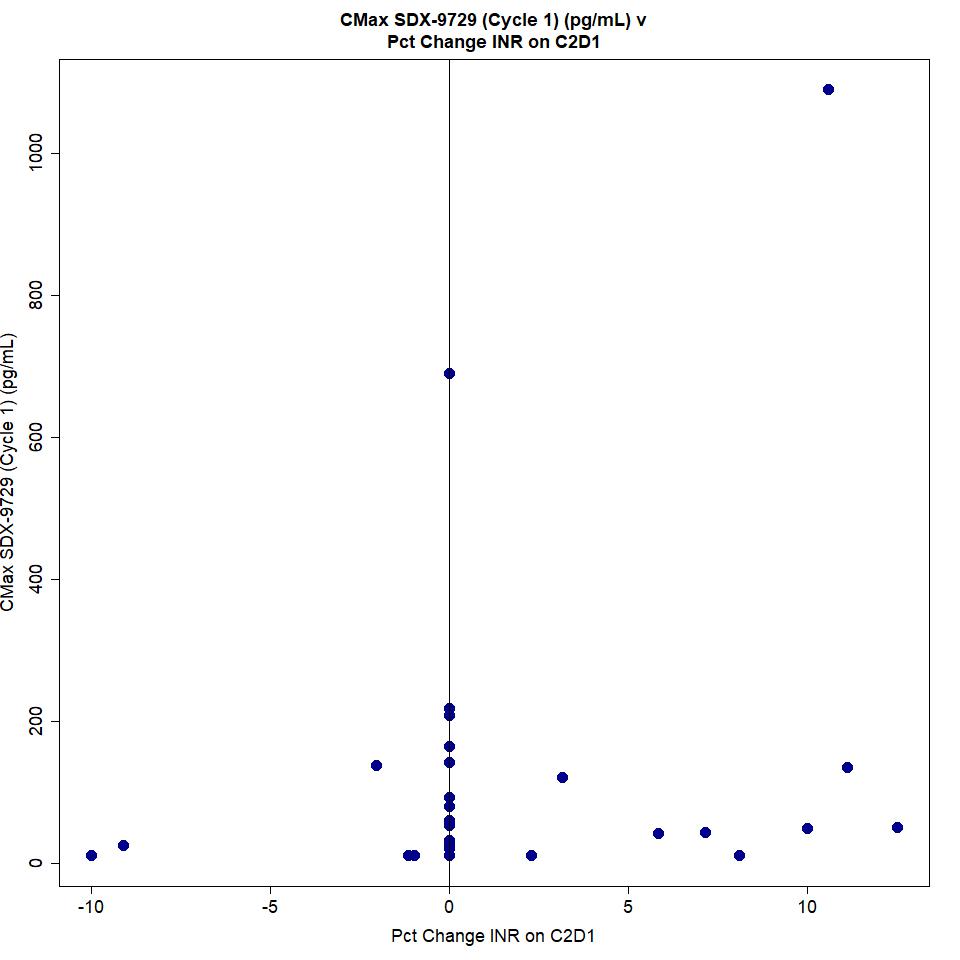 CMax SDX-9729 (Cycle 1) (pg/mL) v
Pct Change INR on C2D1
CMax SDX-9729 (Cycle 1) (pg/mL)
1000
800
600
400
200
0
-10
-5
0
5
10
Pct Change INR on C2D1